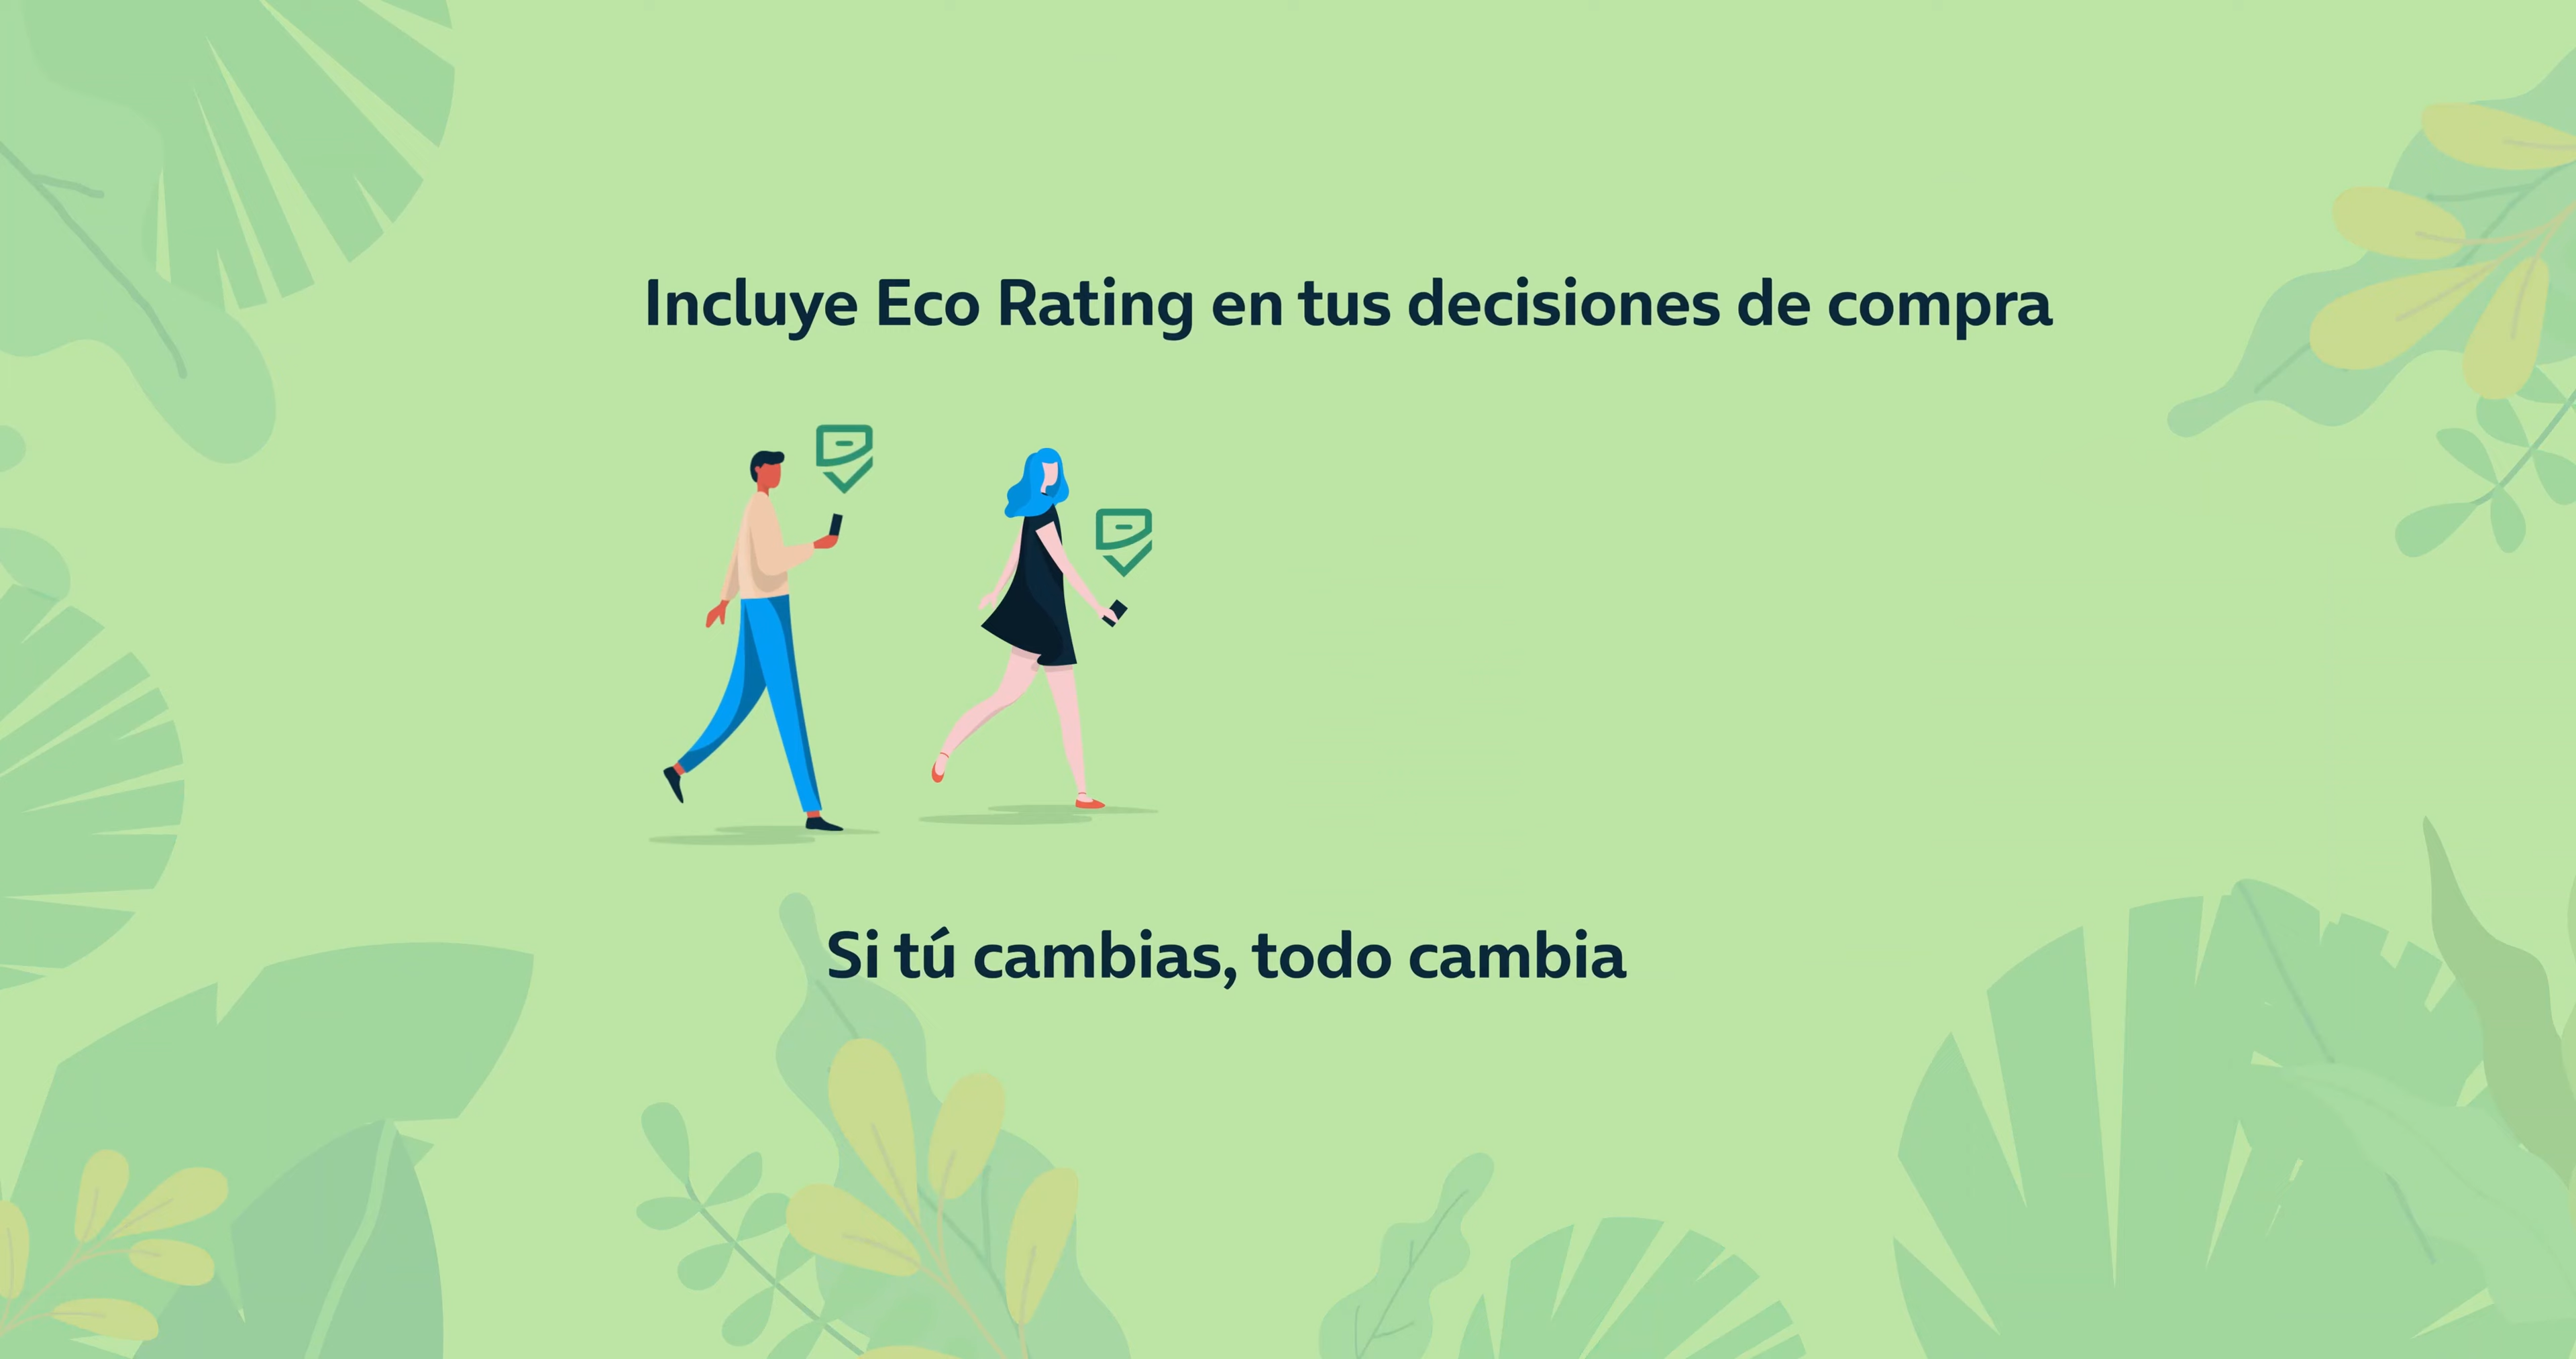 Incluye Eco Rating en tus decisiones de compra
Si tú cambias, todo cambia